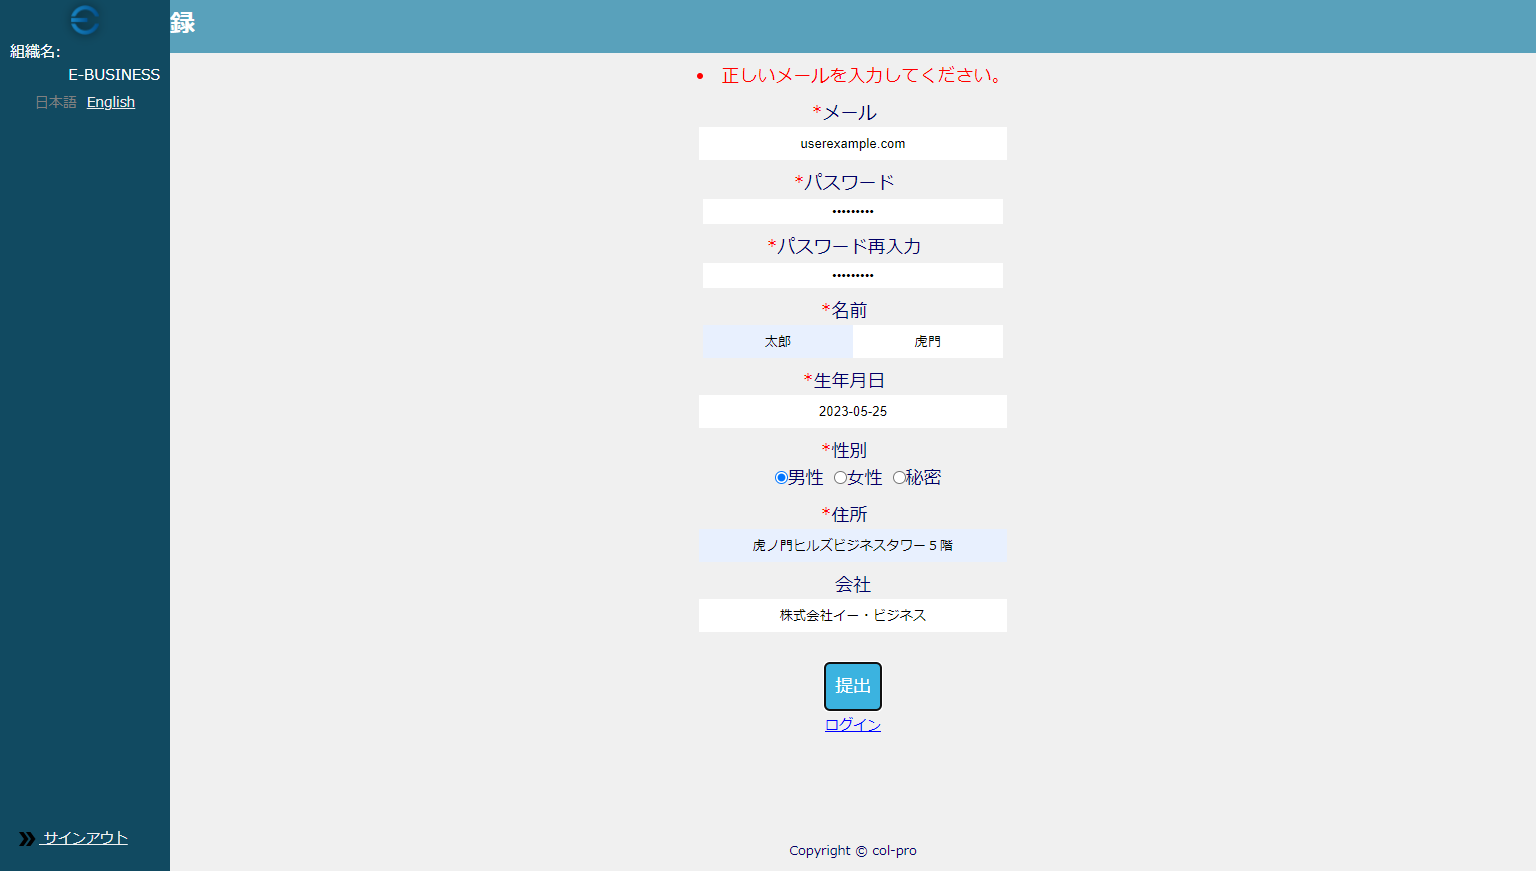 録
組織名:
E-BUSINESS
日本語 English
• 正しいメールを入力してください。
*メール
userexample.com
*パスワード
•••••••••
*パスワード再入力
•••••••••
*名前
太郎 虎門
*生年月日
2023-05-25
*性別
男性 女性 秘密
*住所
虎ノ門ヒルズビジネスタワー５階
会社
株式会社イー・ビジネス
提出
ログイン
サインアウト
Copyright © col-pro